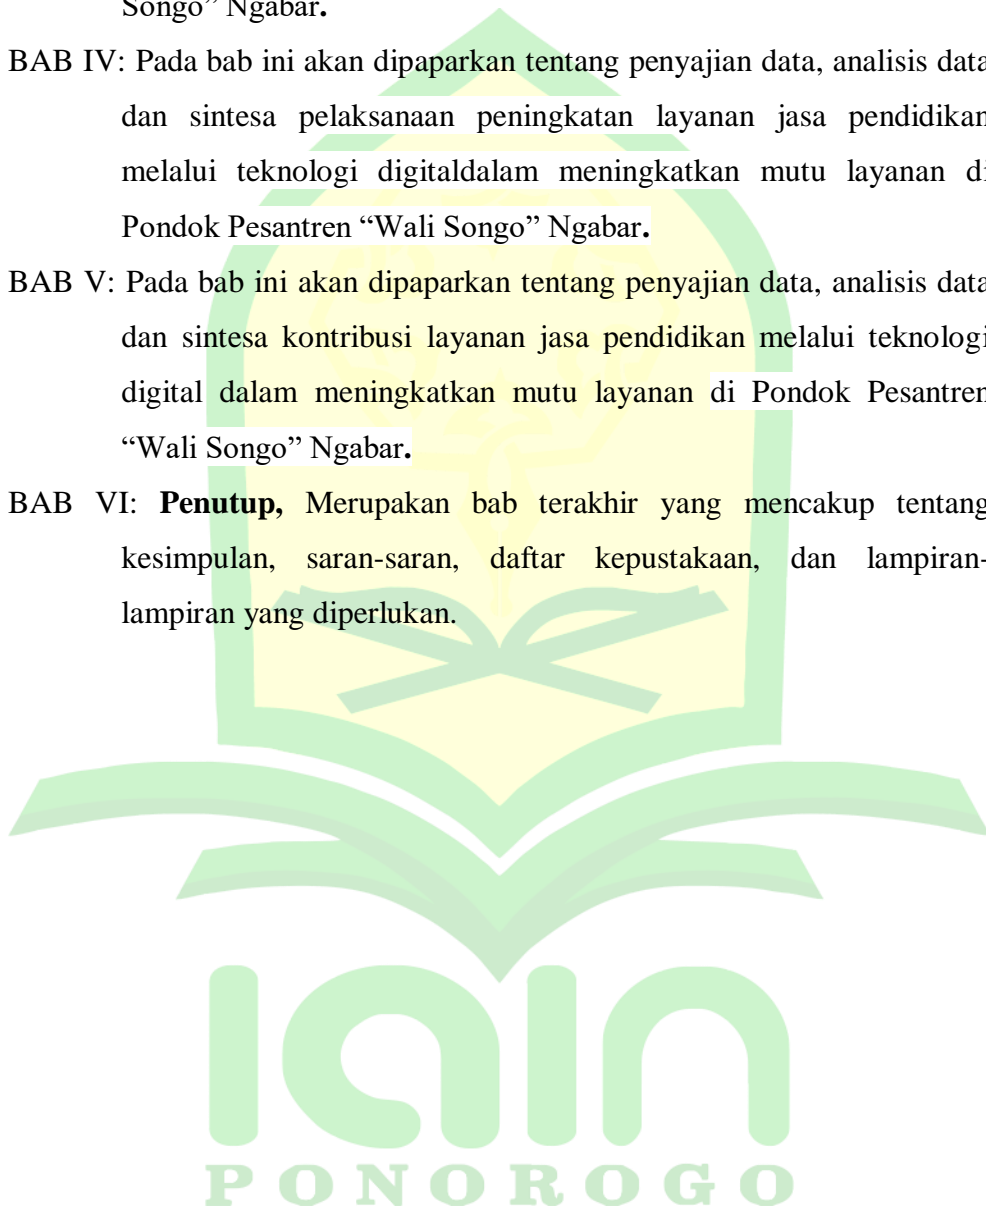 Songo” Ngabar.
BAB IV: Pada bab ini akan dipaparkan tentang penyajian data, analisis data
dan sintesa pelaksanaan peningkatan layanan jasa pendidikan
melalui teknologi digitaldalam meningkatkan mutu layanan di
Pondok Pesantren “Wali Songo” Ngabar.
BAB V: Pada bab ini akan dipaparkan tentang penyajian data, analisis data
dan sintesa kontribusi layanan jasa pendidikan melalui teknologi
digital dalam meningkatkan mutu layanan di Pondok Pesantren
“Wali Songo” Ngabar.
BAB VI: Penutup, Merupakan bab terakhir yang mencakup tentang
kesimpulan, saran-saran, daftar kepustakaan, dan lampiran-
lampiran yang diperlukan.
iain
PONOROGO